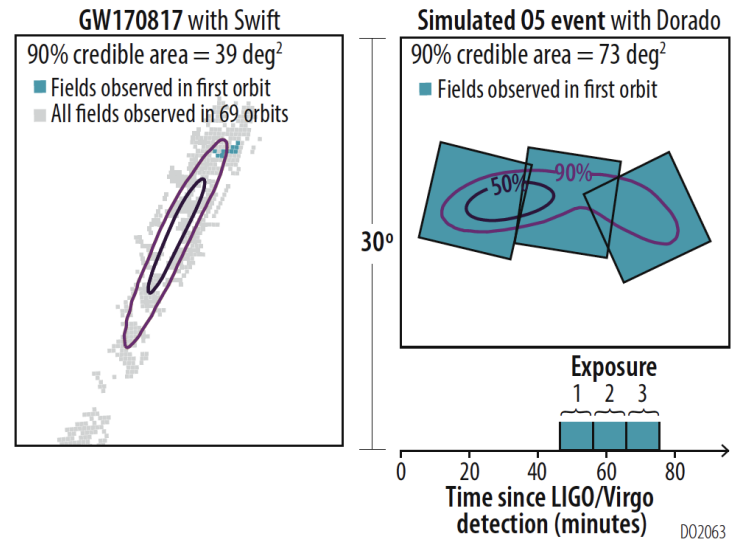 GW170817 with Swift
90% credible area = 39 deg²
Fields observed in first orbit
All fields observed in 69 orbits
30º
Simulated O5 event with Dorado
90% credible area = 73 deg²
Fields observed in first orbit
50%
90%
Exposure
1 2 3
0 20 40 60 80
Time since LIGO/Virgo
detection (minutes)
DO2063